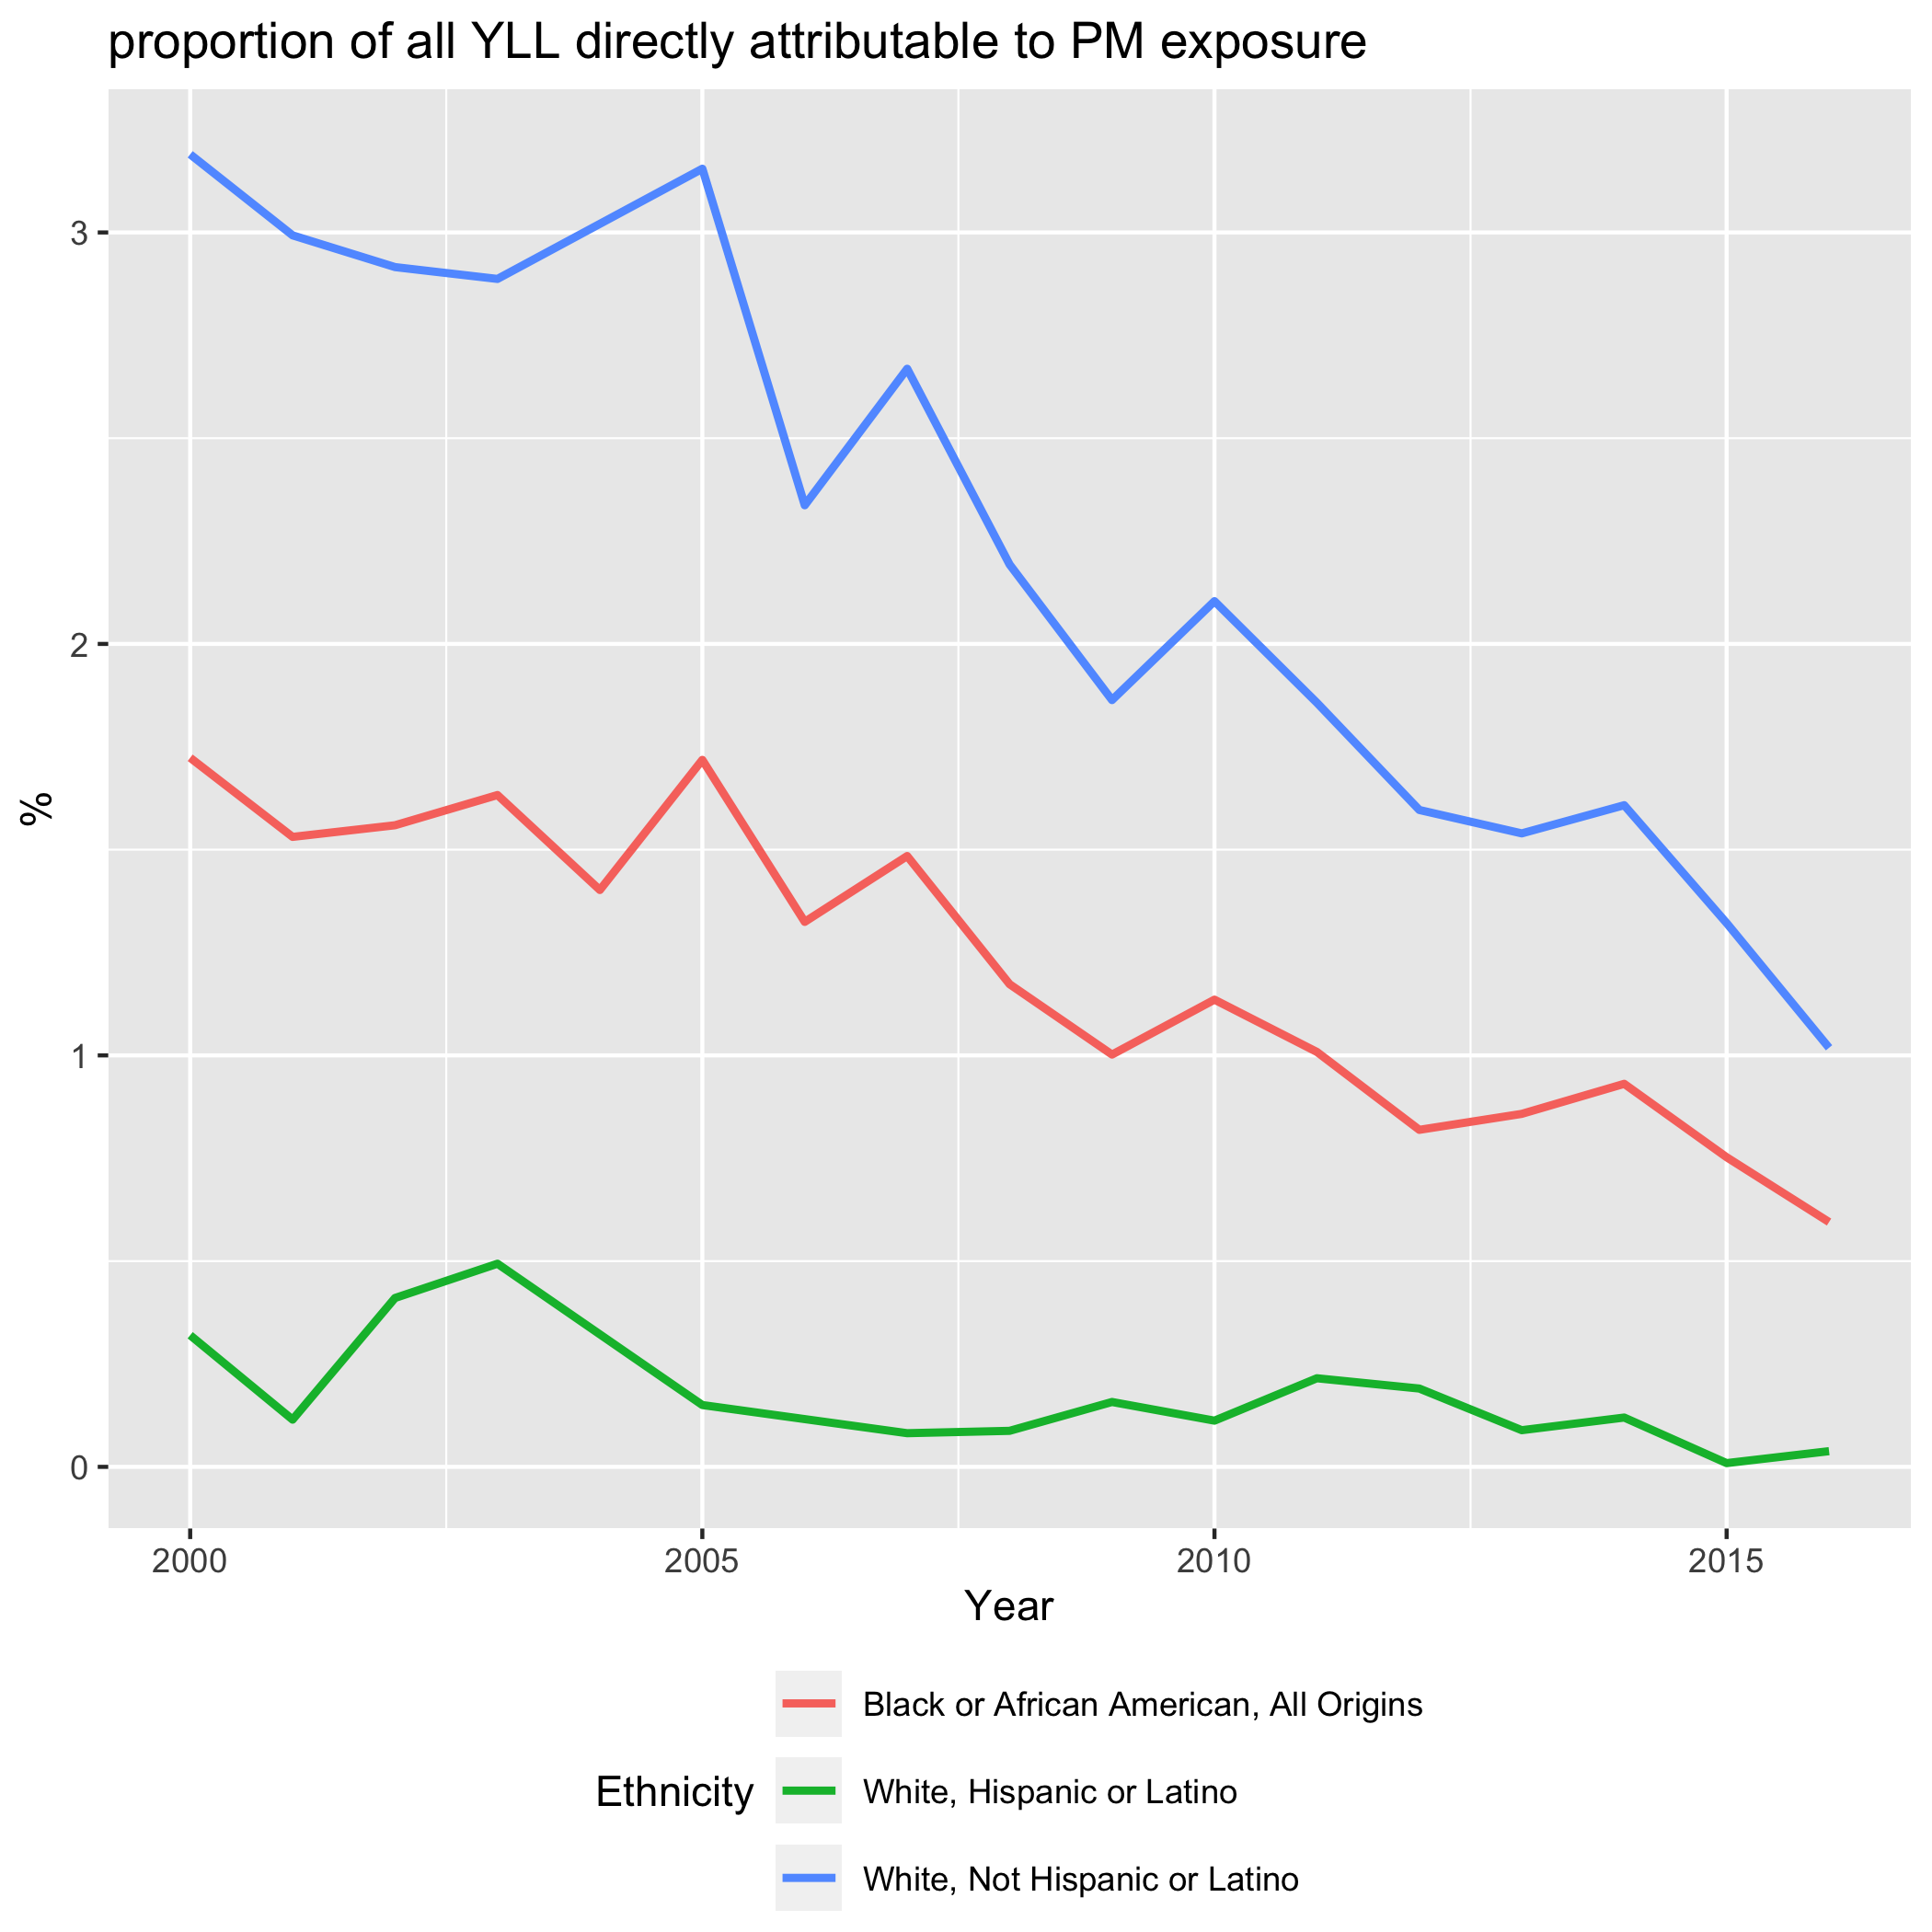 proportion of all YLL directly attributable to PM exposure
%
3
2
1
0
2000 2005 2010 2015
Year
Ethnicity
Black or African American, All Origins
White, Hispanic or Latino
White, Not Hispanic or Latino